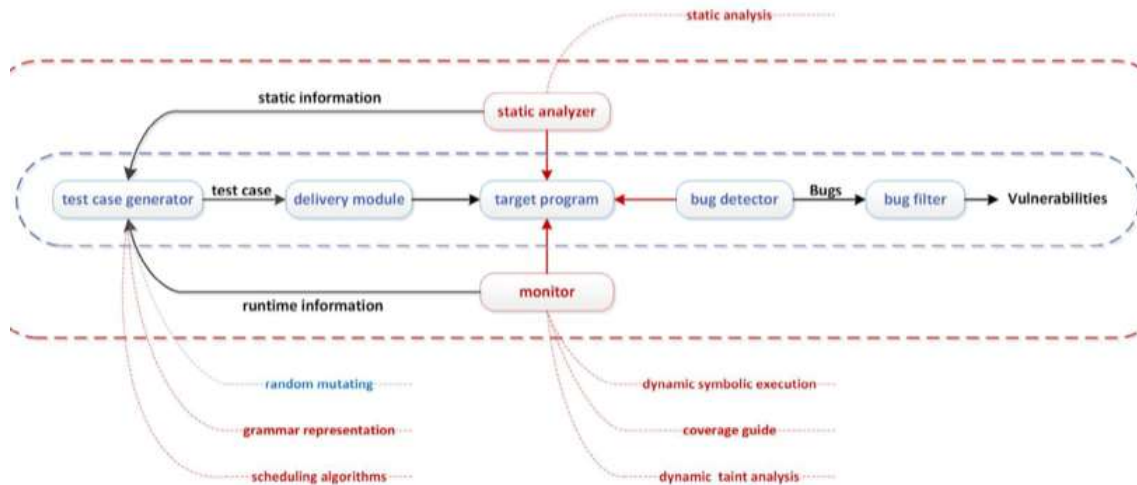 static analysis
static information
static analyzer
test case generator
test case
delivery module
target program
bug detector
Bugs
bug filter
Vulnerabilities
monitor
runtime information
random mutating
dynamic symbolic execution
grammar representation
coverage guide
scheduling algorithms
dynamic taint analysis